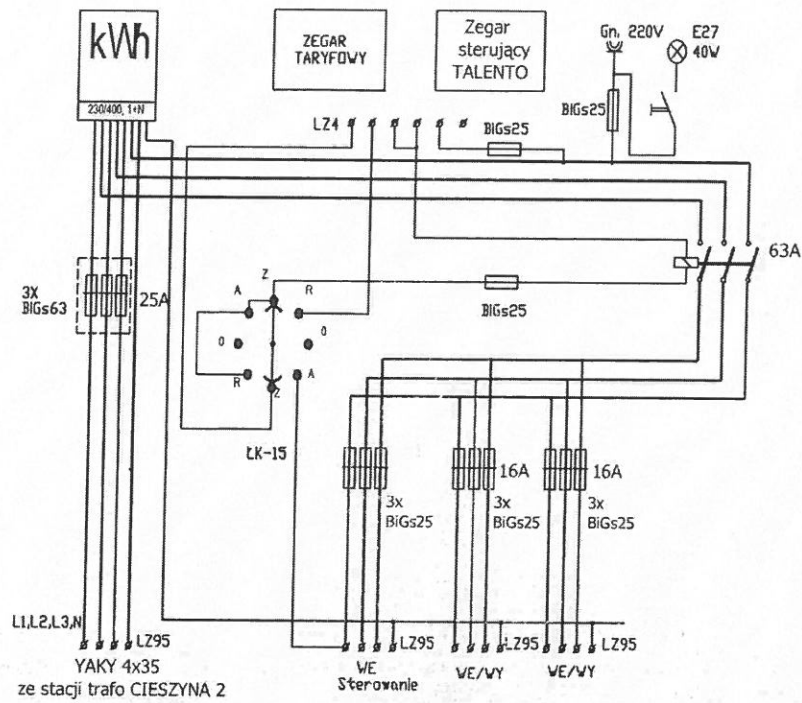 kWh
230/400, 1+N
ZEGAR
TARYFOWY
Zegar
sterujący
TALENTO
Gn. 220V
E27
40W
BiGs25
LZ4
BIGs25
63A
3X
BIGs63
25A
A
Z
R
O
O
R
Z
A
ŁK-15
BIGs25
3x
BiGs25
16A
3x
BiGs25
16A
3x
BiGs25
L1,L2,L3,N
LZ95
YAKY 4x35
ze stacji trafo CIESZYNA 2
LZ95
WE
Sterowanie
LZ95
WE/WY
LZ95
WE/WY